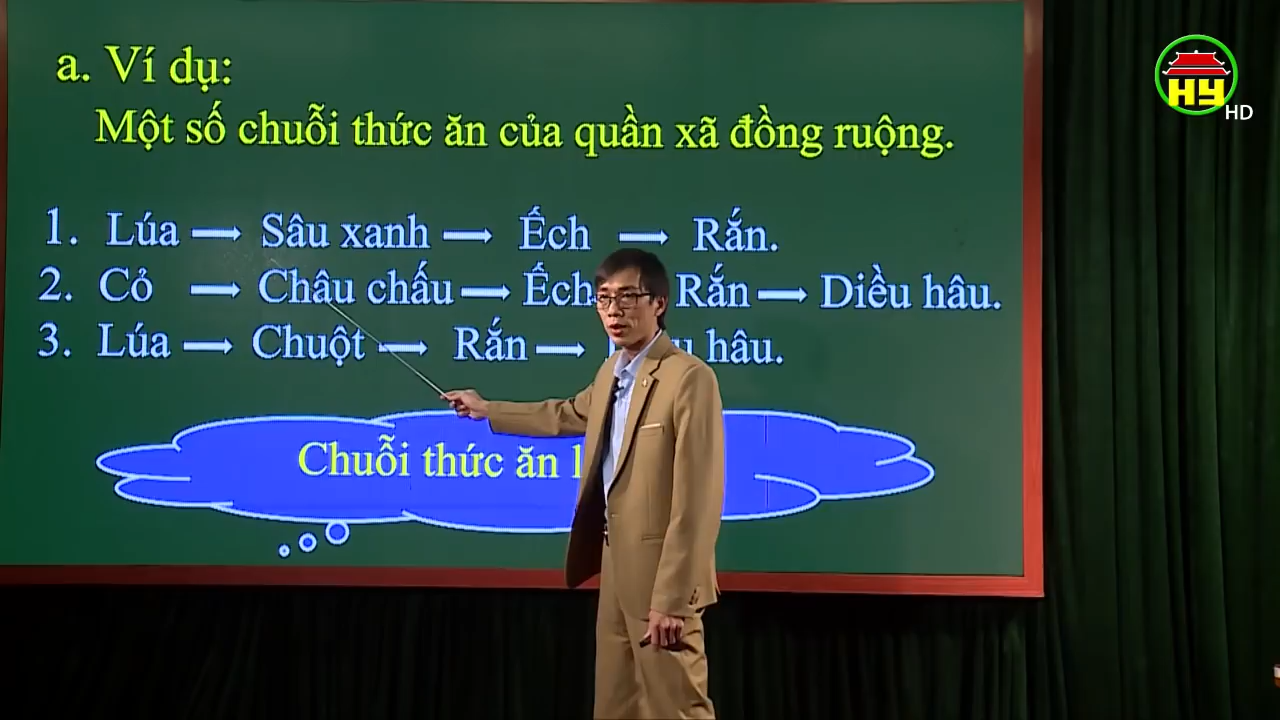 a. Ví dụ:
Một số chuỗi thức ăn của quần xã đồng ruộng.
1. Lúa → Sâu xanh → Ếch → Rắn.
2. Cỏ → Châu chấu → Ếch Rắn → Diều hâu.
3. Lúa → Chuột → Rắn → hâu.
Chuỗi thức ăn
HY
HD